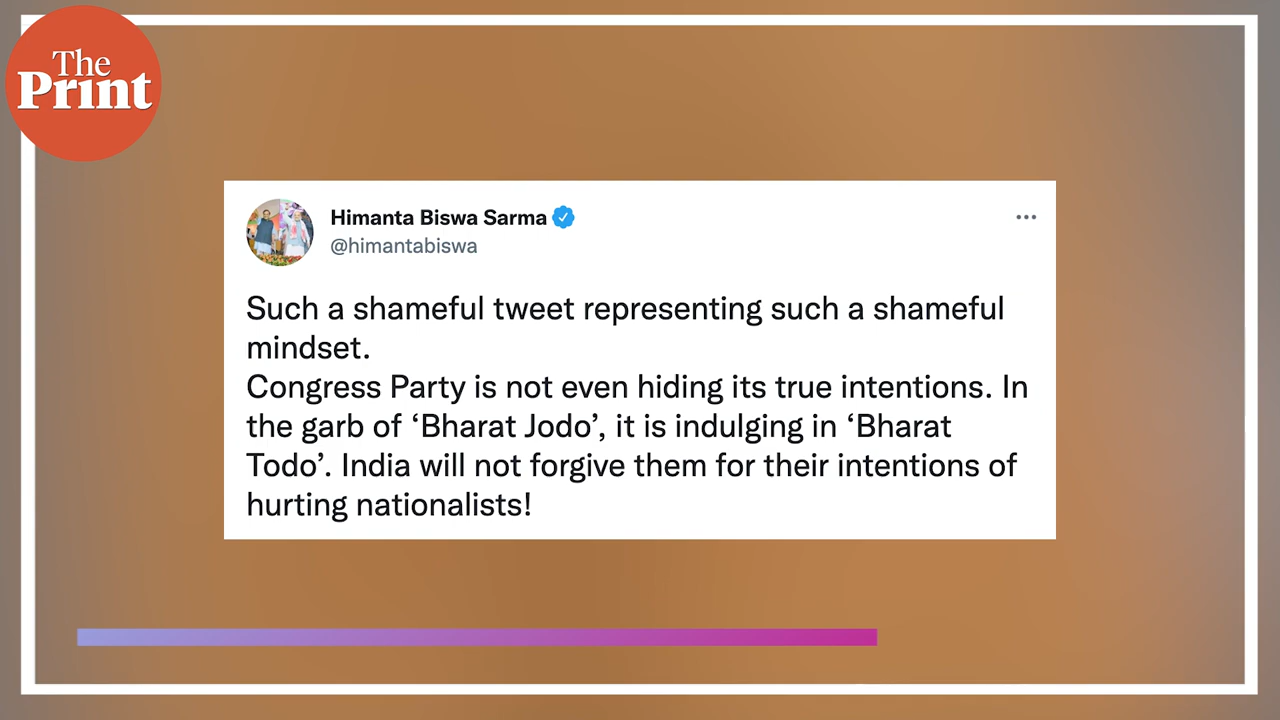 The
Print
Himanta Biswa Sarma
@himantabiswa
Such a shameful tweet representing such a shameful
mindset.
Congress Party is not even hiding its true intentions. In
the garb of ‘Bharat Jodo’, it is indulging in ‘Bharat
Todo’. India will not forgive them for their intentions of
hurting nationalists!